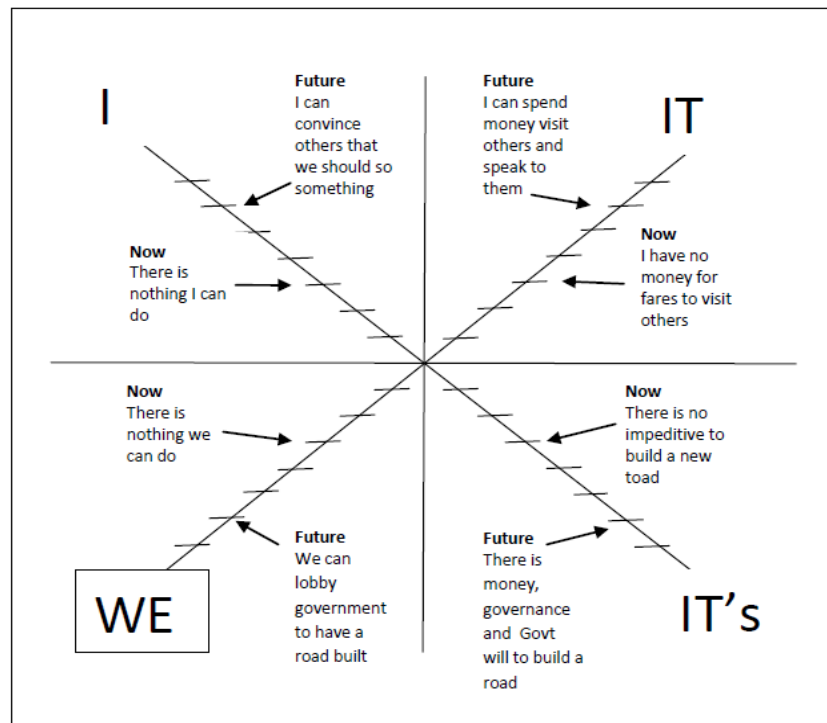 I
Future
I can
convince
others that
we should so
something
Now
There is
nothing I can
do
Future
I can spend
money visit
others and
speak to
them
IT
Now
I have no
money for
fares to visit
others
Now
There is
nothing we
can do
Future
We can
lobby
government
to have a
road built
WE
Now
There is no
impeditive to
build a new
toad
Future
There is
money,
governance
and Govt
will to build a
road
IT's